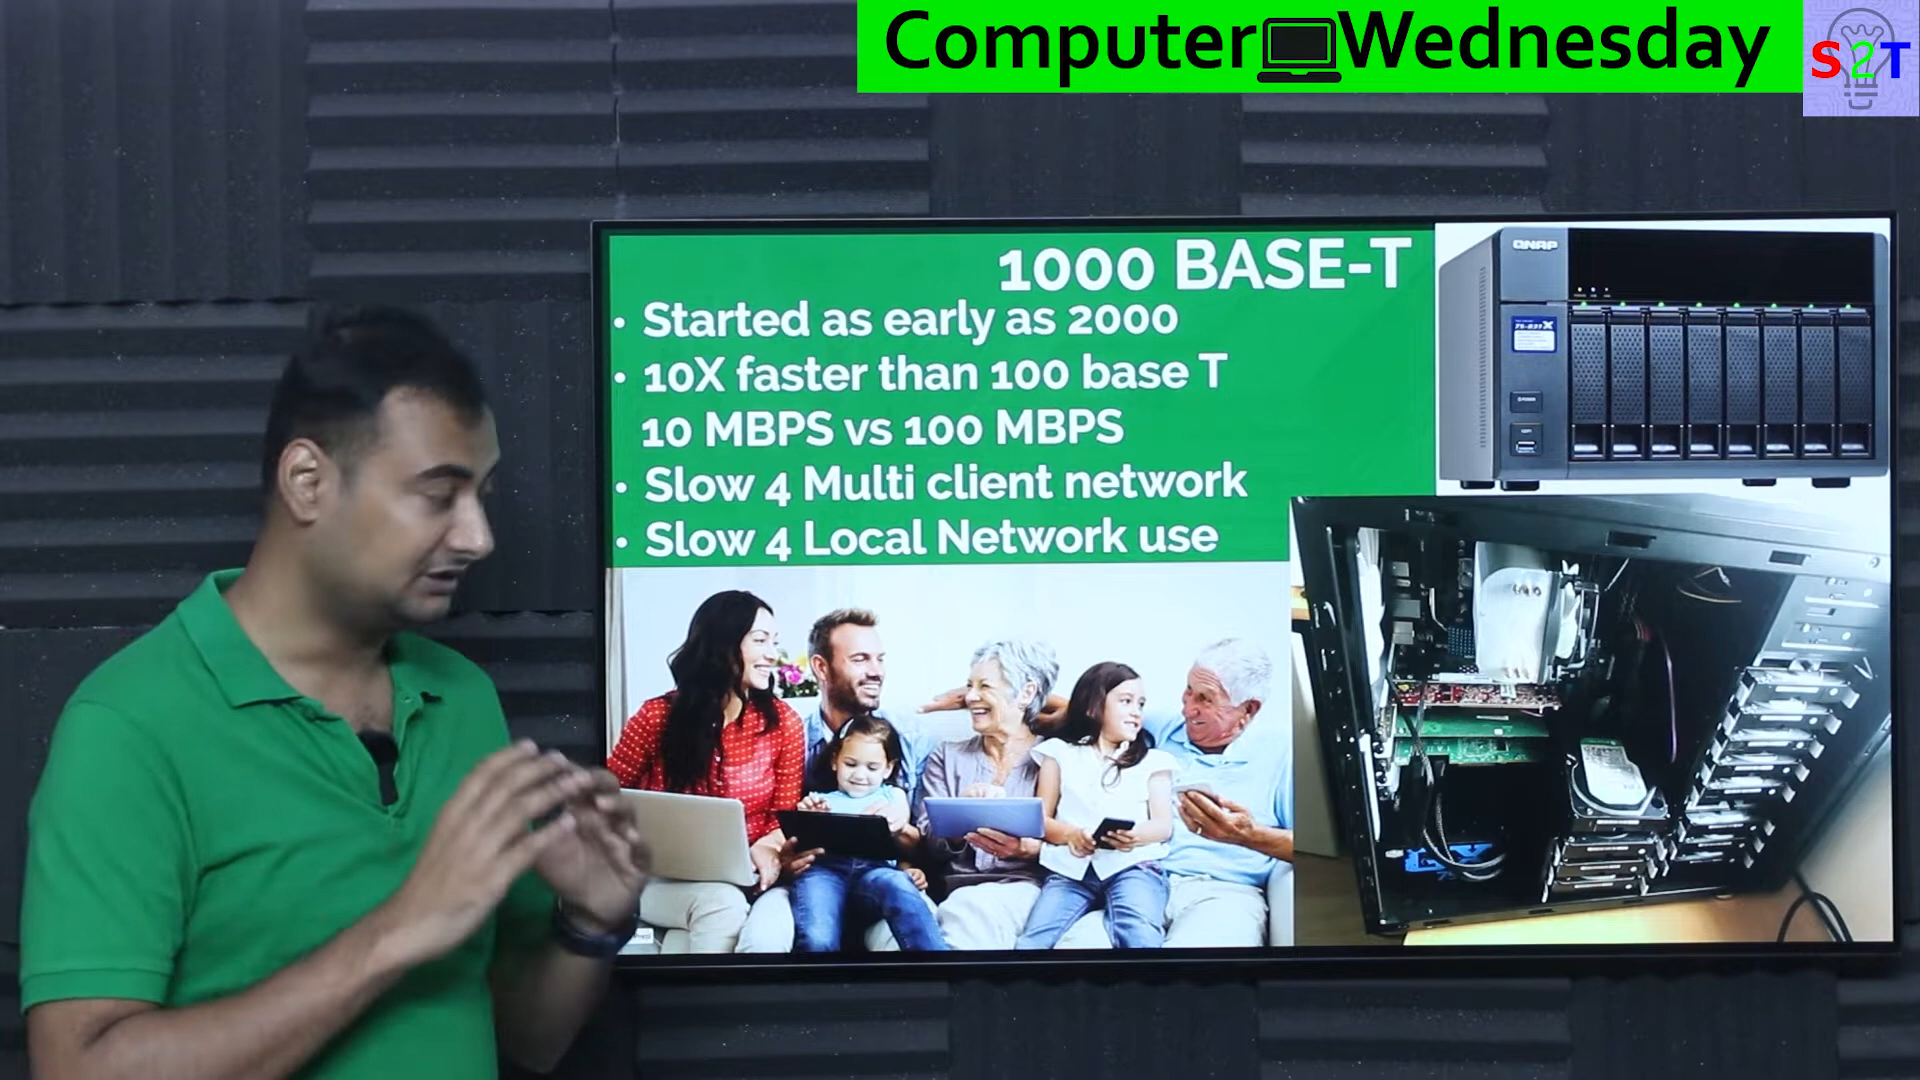 Computer Wednesday
S2T
1000 BASE-T
• Started as early as 2000
• 10X faster than 100 base T
10 MBPS vs 100 MBPS
• Slow 4 Multi client network
• Slow 4 Local Network use
QNAP